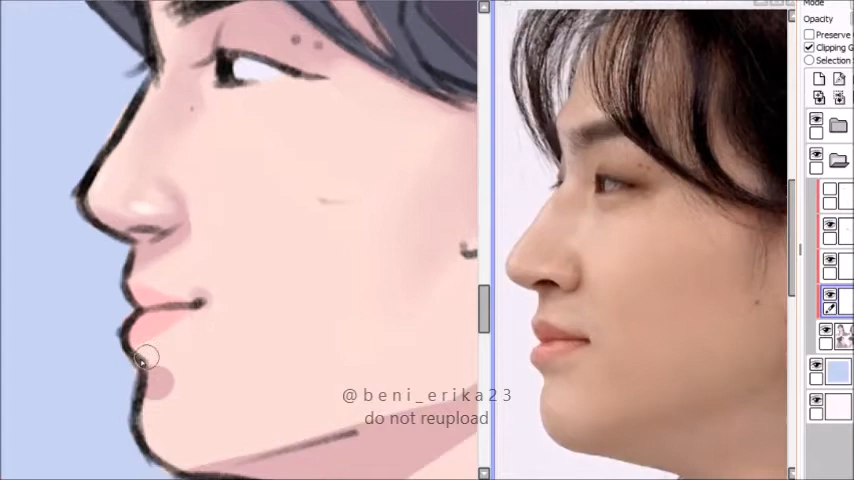 Mode
Opacity
Preserve
Clipping G
Selection
@beni_erika23
do not reupload